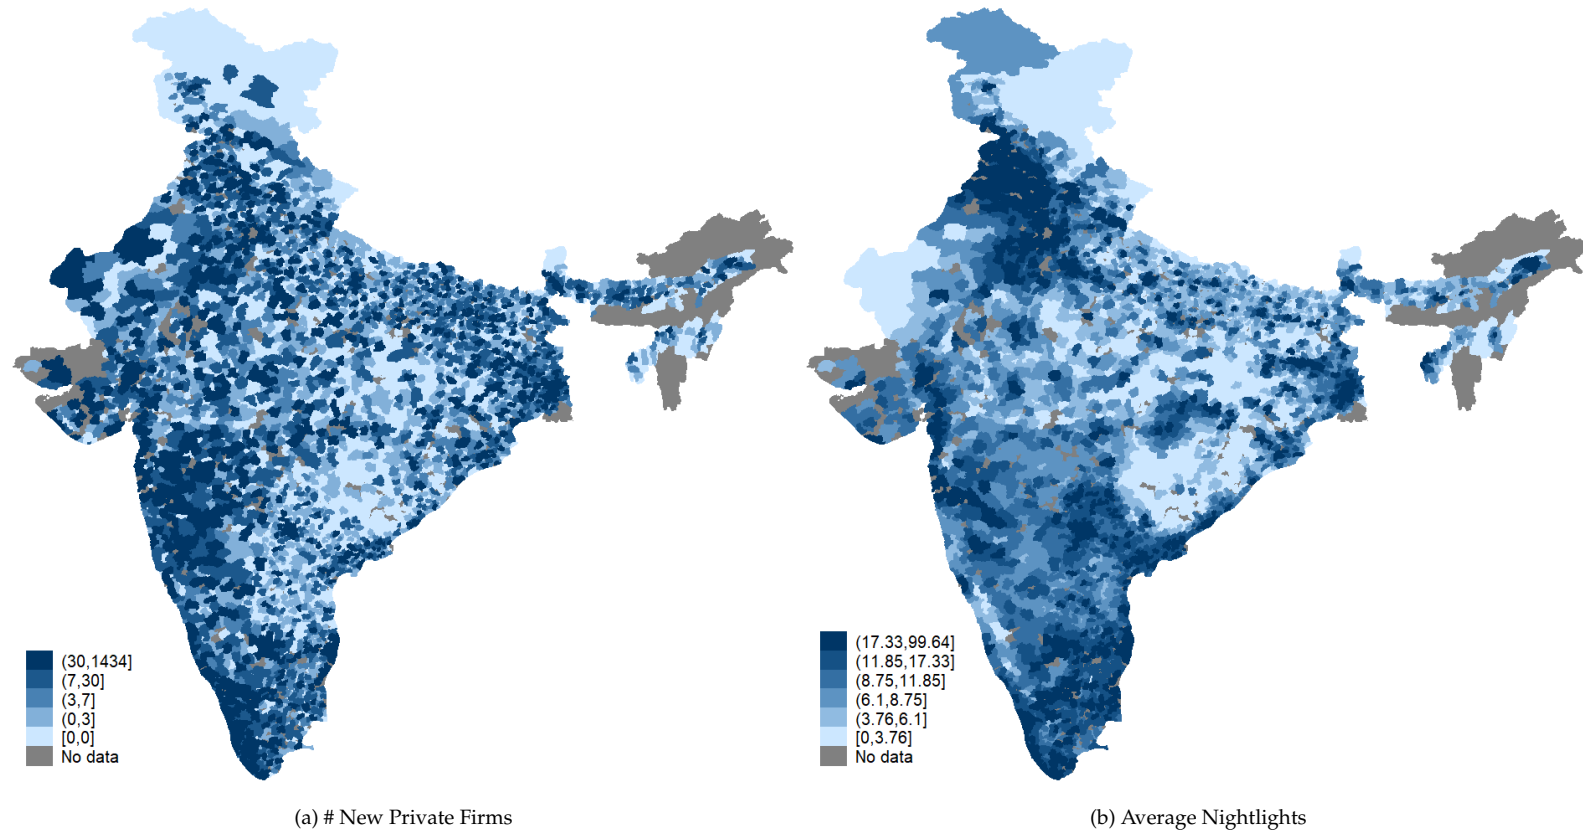 (30,1434]
(7,30]
(3,7]
(0,3]
[0,0]
No data
(a) # New Private Firms
(17.33,99.64]
(11.85,17.33]
(8.75,11.85]
(6.1,8.75]
(3.76,6.1]
[0,3.76]
No data
(b) Average Nightlights